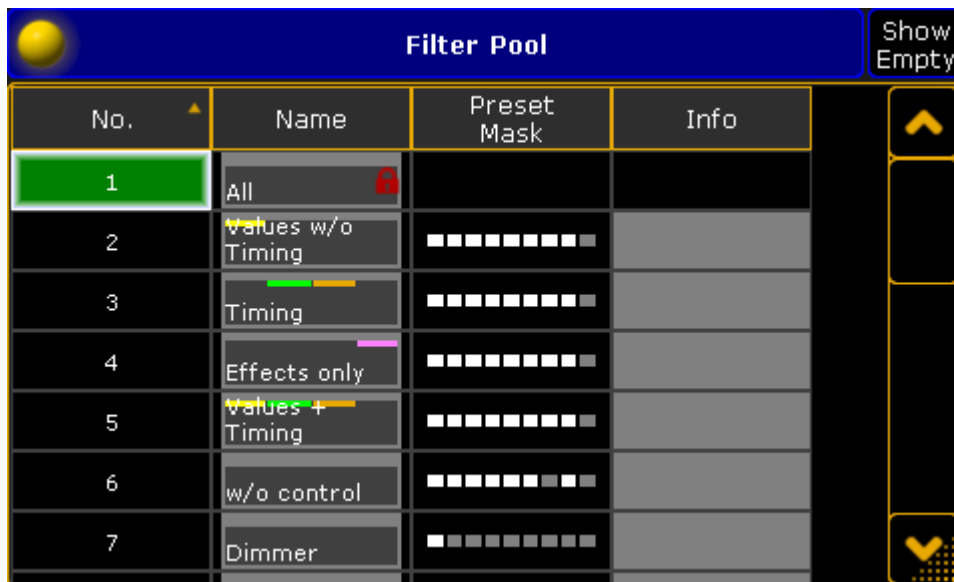 Filter Pool
Show
Empty
No.
Name
Preset
Mask
Info
1
All
2
Values w/o
Timing
3
Timing
4
Effects only
5
Values +
Timing
6
w/o control
7
Dimmer